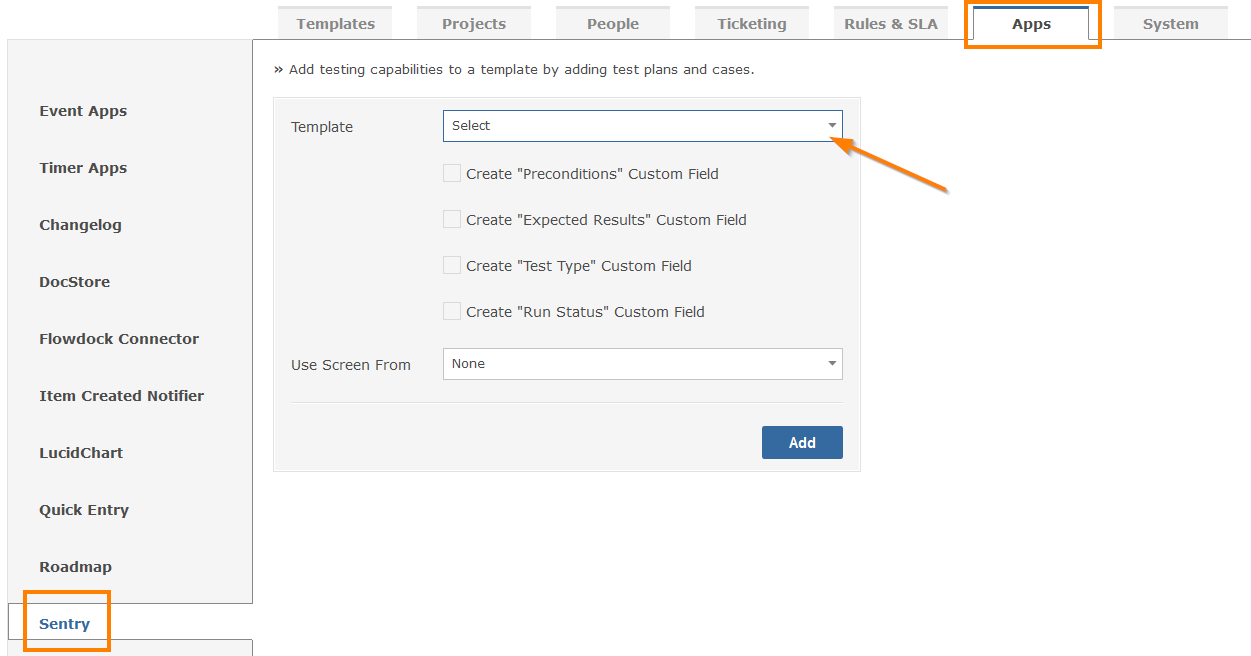 Templates Projects People Ticketing Rules & SLA Apps System
» Add testing capabilities to a template by adding test plans and cases.
Event Apps
Timer Apps
Changelog
DocStore
Flowdock Connector
Item Created Notifier
LucidChart
Quick Entry
Roadmap
Sentry
Template Select
Create "Preconditions" Custom Field
Create "Expected Results" Custom Field
Create "Test Type" Custom Field
Create "Run Status" Custom Field
Use Screen From None
Add